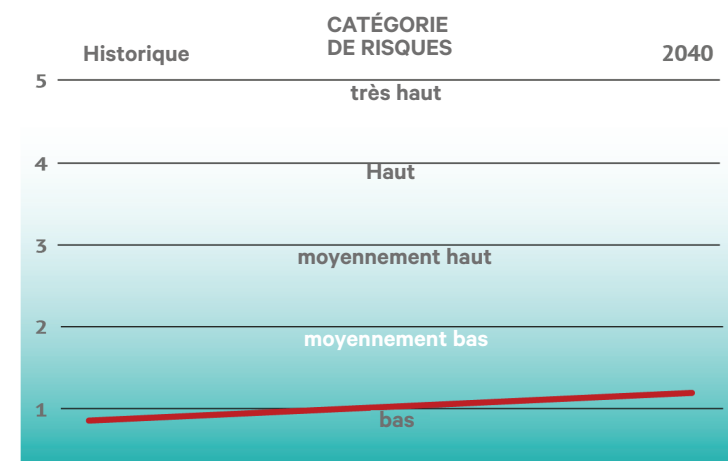 CATÉGORIE
DE RISQUES
Historique
2040
5
très haut
4
Haut
3
moyennement haut
2
moyennement bas
1
bas